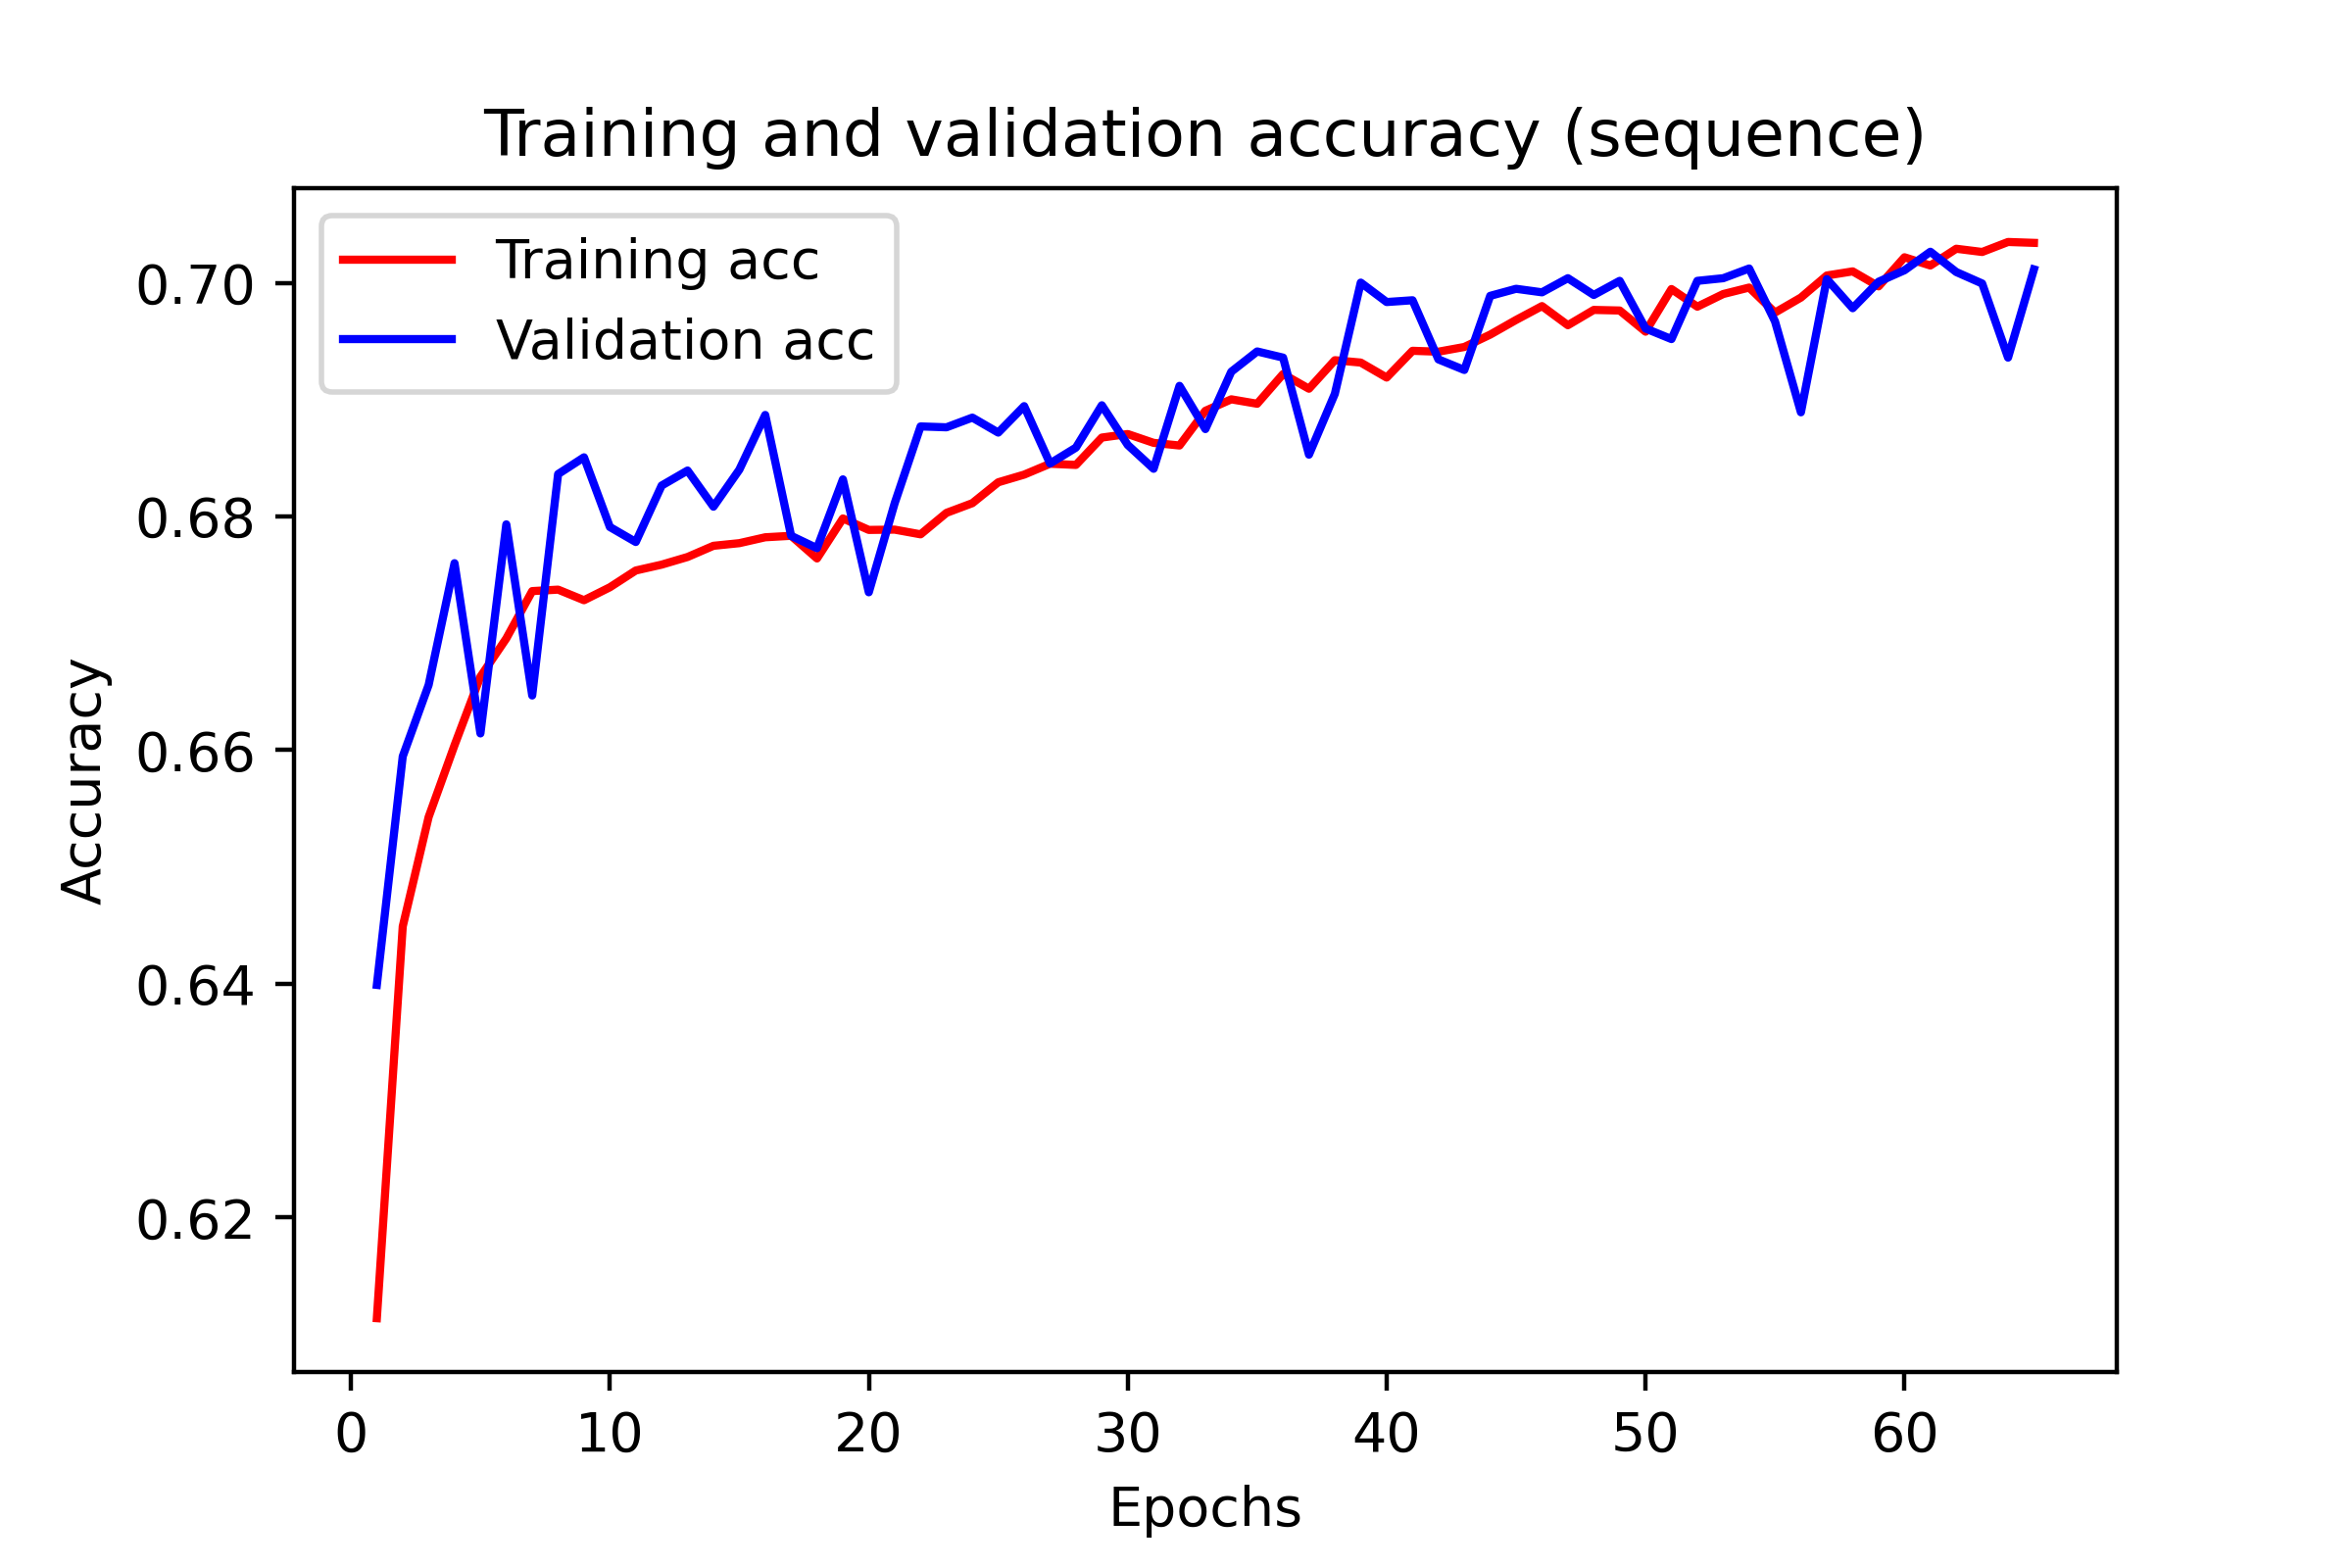 Training and validation accuracy (sequence)
Training acc
Validation acc
0.70
0.68
0.66
0.64
0.62
Accuracy
0 10 20 30 40 50 60
Epochs